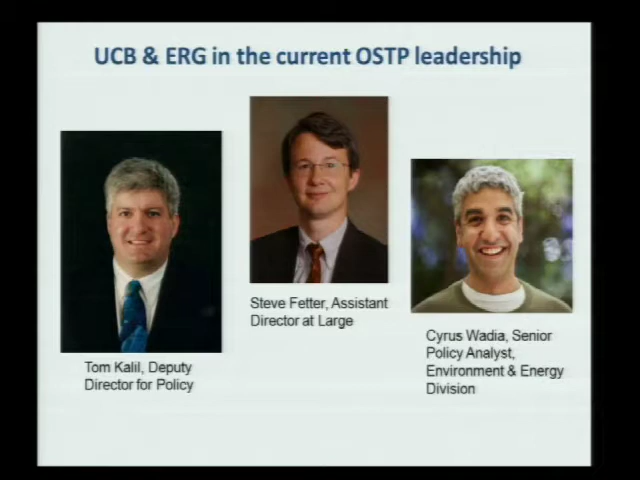 UCB & ERG in the current OSTP leadership
Steve Fetter, Assistant
Director at Large
Tom Kalil, Deputy
Director for Policy
Cyrus Wadia, Senior
Policy Analyst,
Environment & Energy
Division